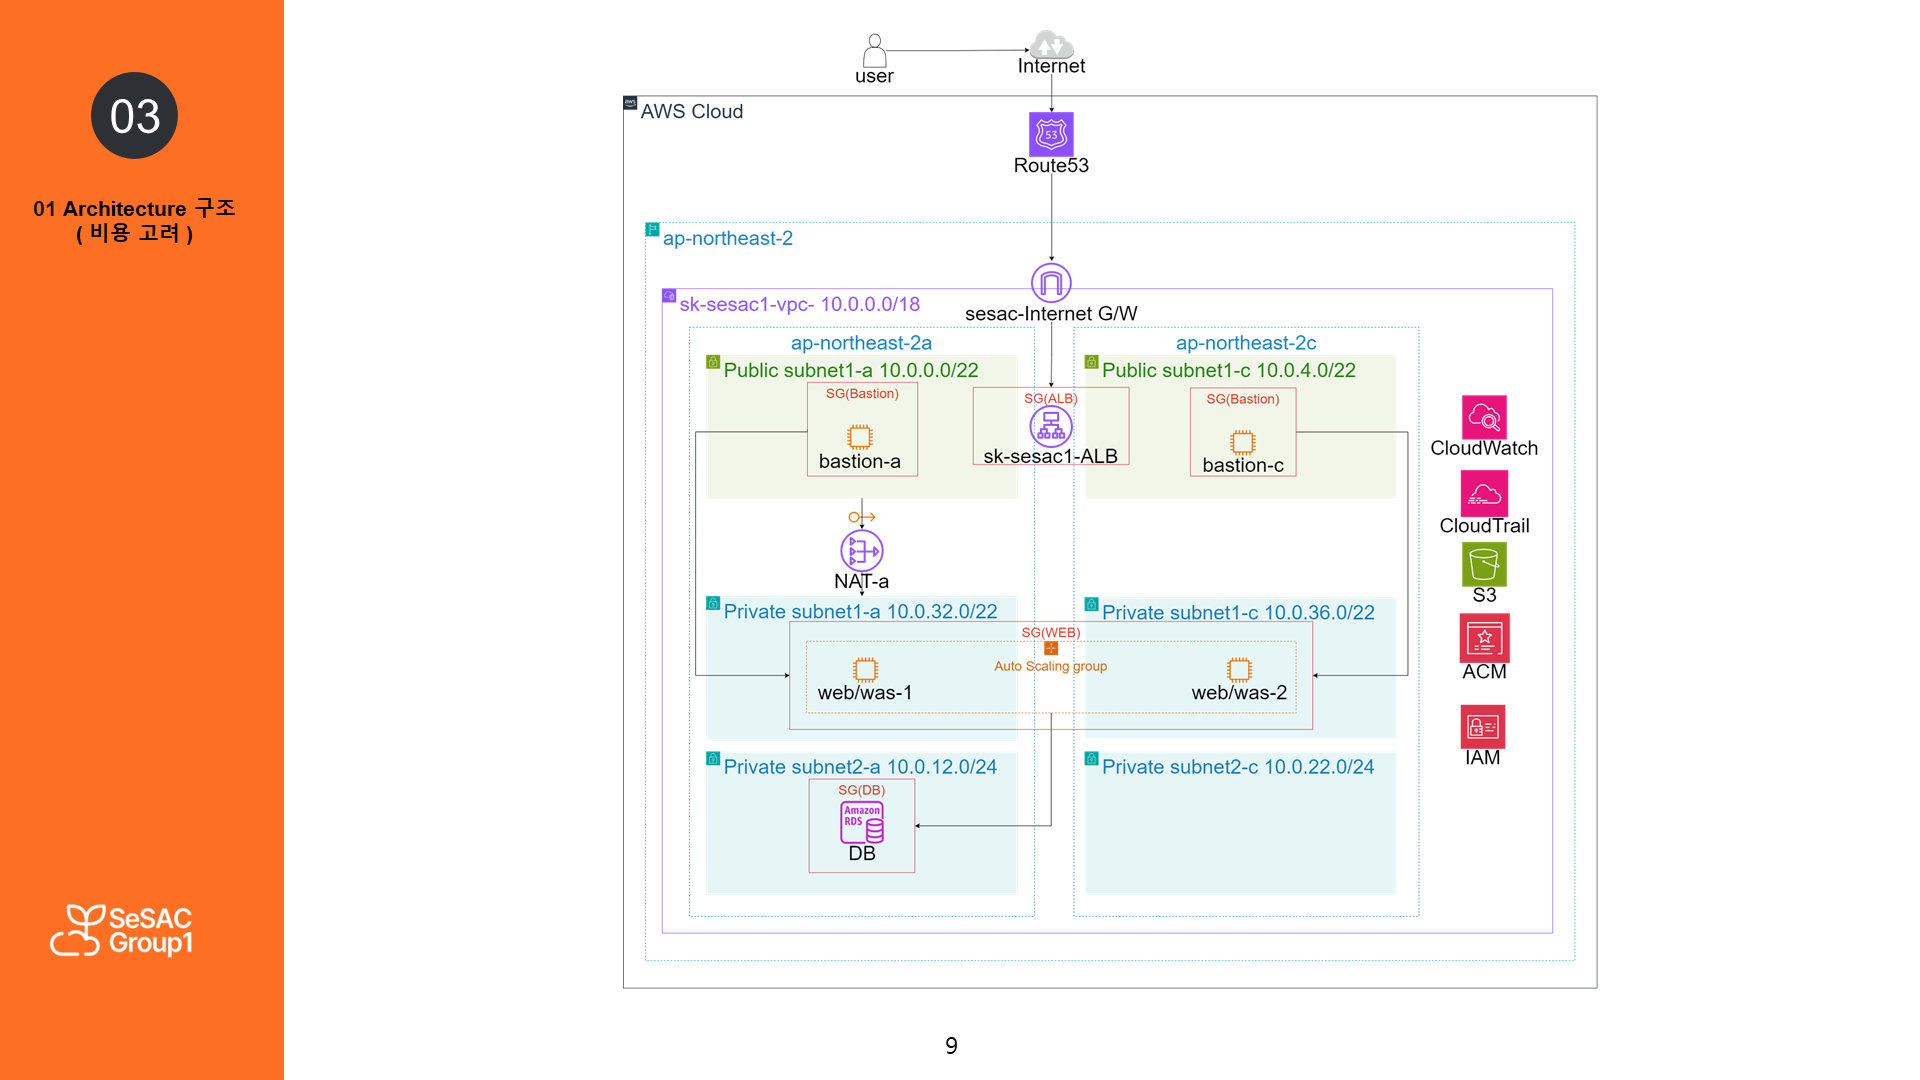 03
01 Architecture 구조
( 비용 고려 )
SeSAC
Group1
user
Internet
aws
AWS Cloud
53
Route53
ap-northeast-2
sk-sesac1-vpc- 10.0.0.0/18
sesac-Internet G/W
ap-northeast-2a
ap-northeast-2c
Public subnet1-a 10.0.0.0/22
Public subnet1-c 10.0.4.0/22
SG(Bastion)
SG(ALB)
SG(Bastion)
bastion-a
sk-sesac1-ALB
bastion-c
CloudWatch
CloudTrail
S3
ACM
IAM
NAT-a
Private subnet1-a 10.0.32.0/22
Private subnet1-c 10.0.36.0/22
SG(WEB)
Auto Scaling group
web/was-1
web/was-2
Private subnet2-a 10.0.12.0/24
Private subnet2-c 10.0.22.0/24
SG(DB)
Amazon
RDS
DB
9